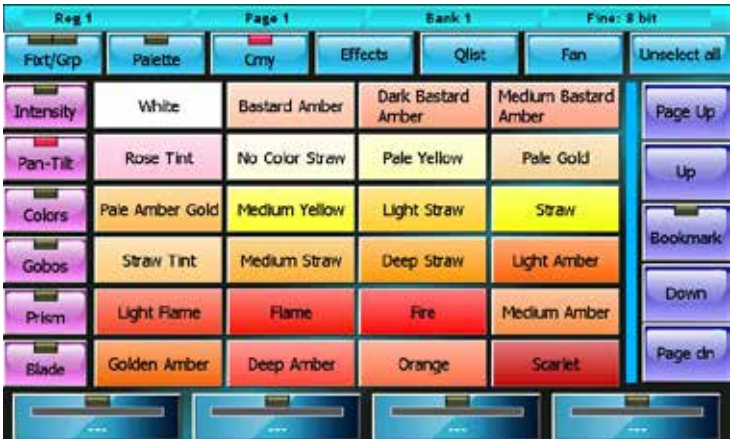 Reg 1 Page 1 Bank 1 Fine: 8 bit
Fixt/Grp Palette Cmy Effects Qlist Fan Unselect all
Intensity White Bastard Amber Dark Bastard Amber Medium Bastard Amber Page Up
Pan-Tilt Rose Tint No Color Straw Pale Yellow Pale Gold Up
Colors Pale Amber Gold Medium Yellow Light Straw Straw Bookmark
Gobos Straw Tint Medium Straw Deep Straw Light Amber
Prism Light Flame Flame Fire Medium Amber Down
Blade Golden Amber Deep Amber Orange Scarlet Page dn
--- --- --- ---